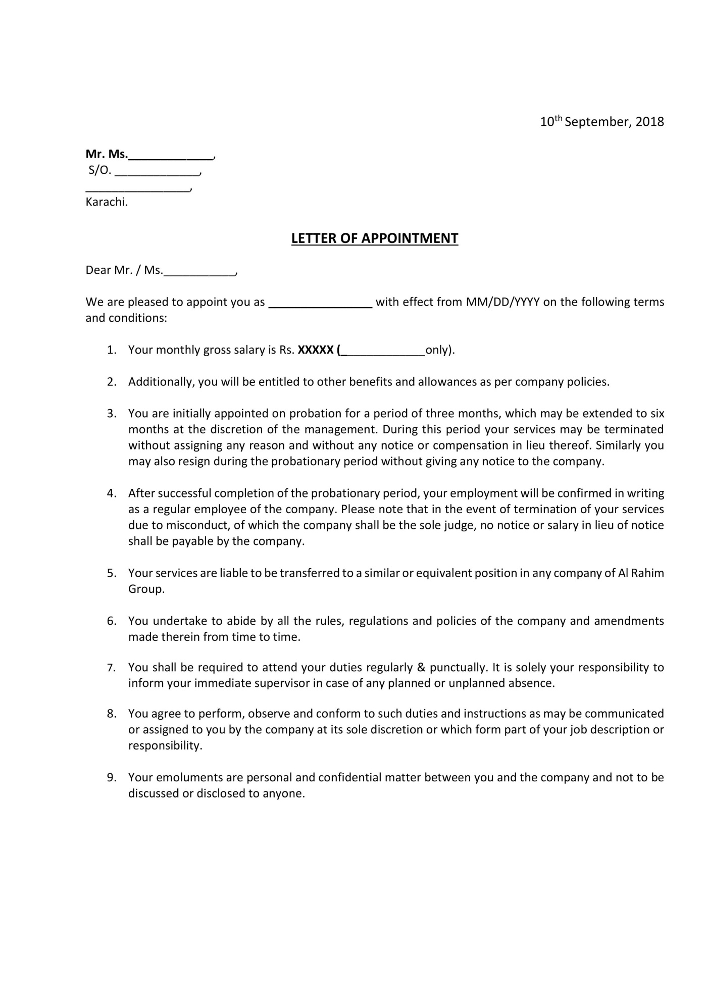 10th September, 2018
Mr. Ms._____________,
S/O. _____________,
________________,
Karachi.
LETTER OF APPOINTMENT
Dear Mr. / Ms.___________,
We are pleased to appoint you as ________________ with effect from MM/DD/YYYY on the following terms
and conditions:
1. Your monthly gross salary is Rs. XXXXX (_____________only).
2. Additionally, you will be entitled to other benefits and allowances as per company policies.
3. You are initially appointed on probation for a period of three months, which may be extended to six
months at the discretion of the management. During this period your services may be terminated
without assigning any reason and without any notice or compensation in lieu thereof. Similarly you
may also resign during the probationary period without giving any notice to the company.
4. After successful completion of the probationary period, your employment will be confirmed in writing
as a regular employee of the company. Please note that in the event of termination of your services
due to misconduct, of which the company shall be the sole judge, no notice or salary in lieu of notice
shall be payable by the company.
5. Your services are liable to be transferred to a similar or equivalent position in any company of Al Rahim
Group.
6. You undertake to abide by all the rules, regulations and policies of the company and amendments
made therein from time to time.
7. You shall be required to attend your duties regularly & punctually. It is solely your responsibility to
inform your immediate supervisor in case of any planned or unplanned absence.
8. You agree to perform, observe and conform to such duties and instructions as may be communicated
or assigned to you by the company at its sole discretion or which form part of your job description or
responsibility.
9. Your emoluments are personal and confidential matter between you and the company and not to be
discussed or disclosed to anyone.